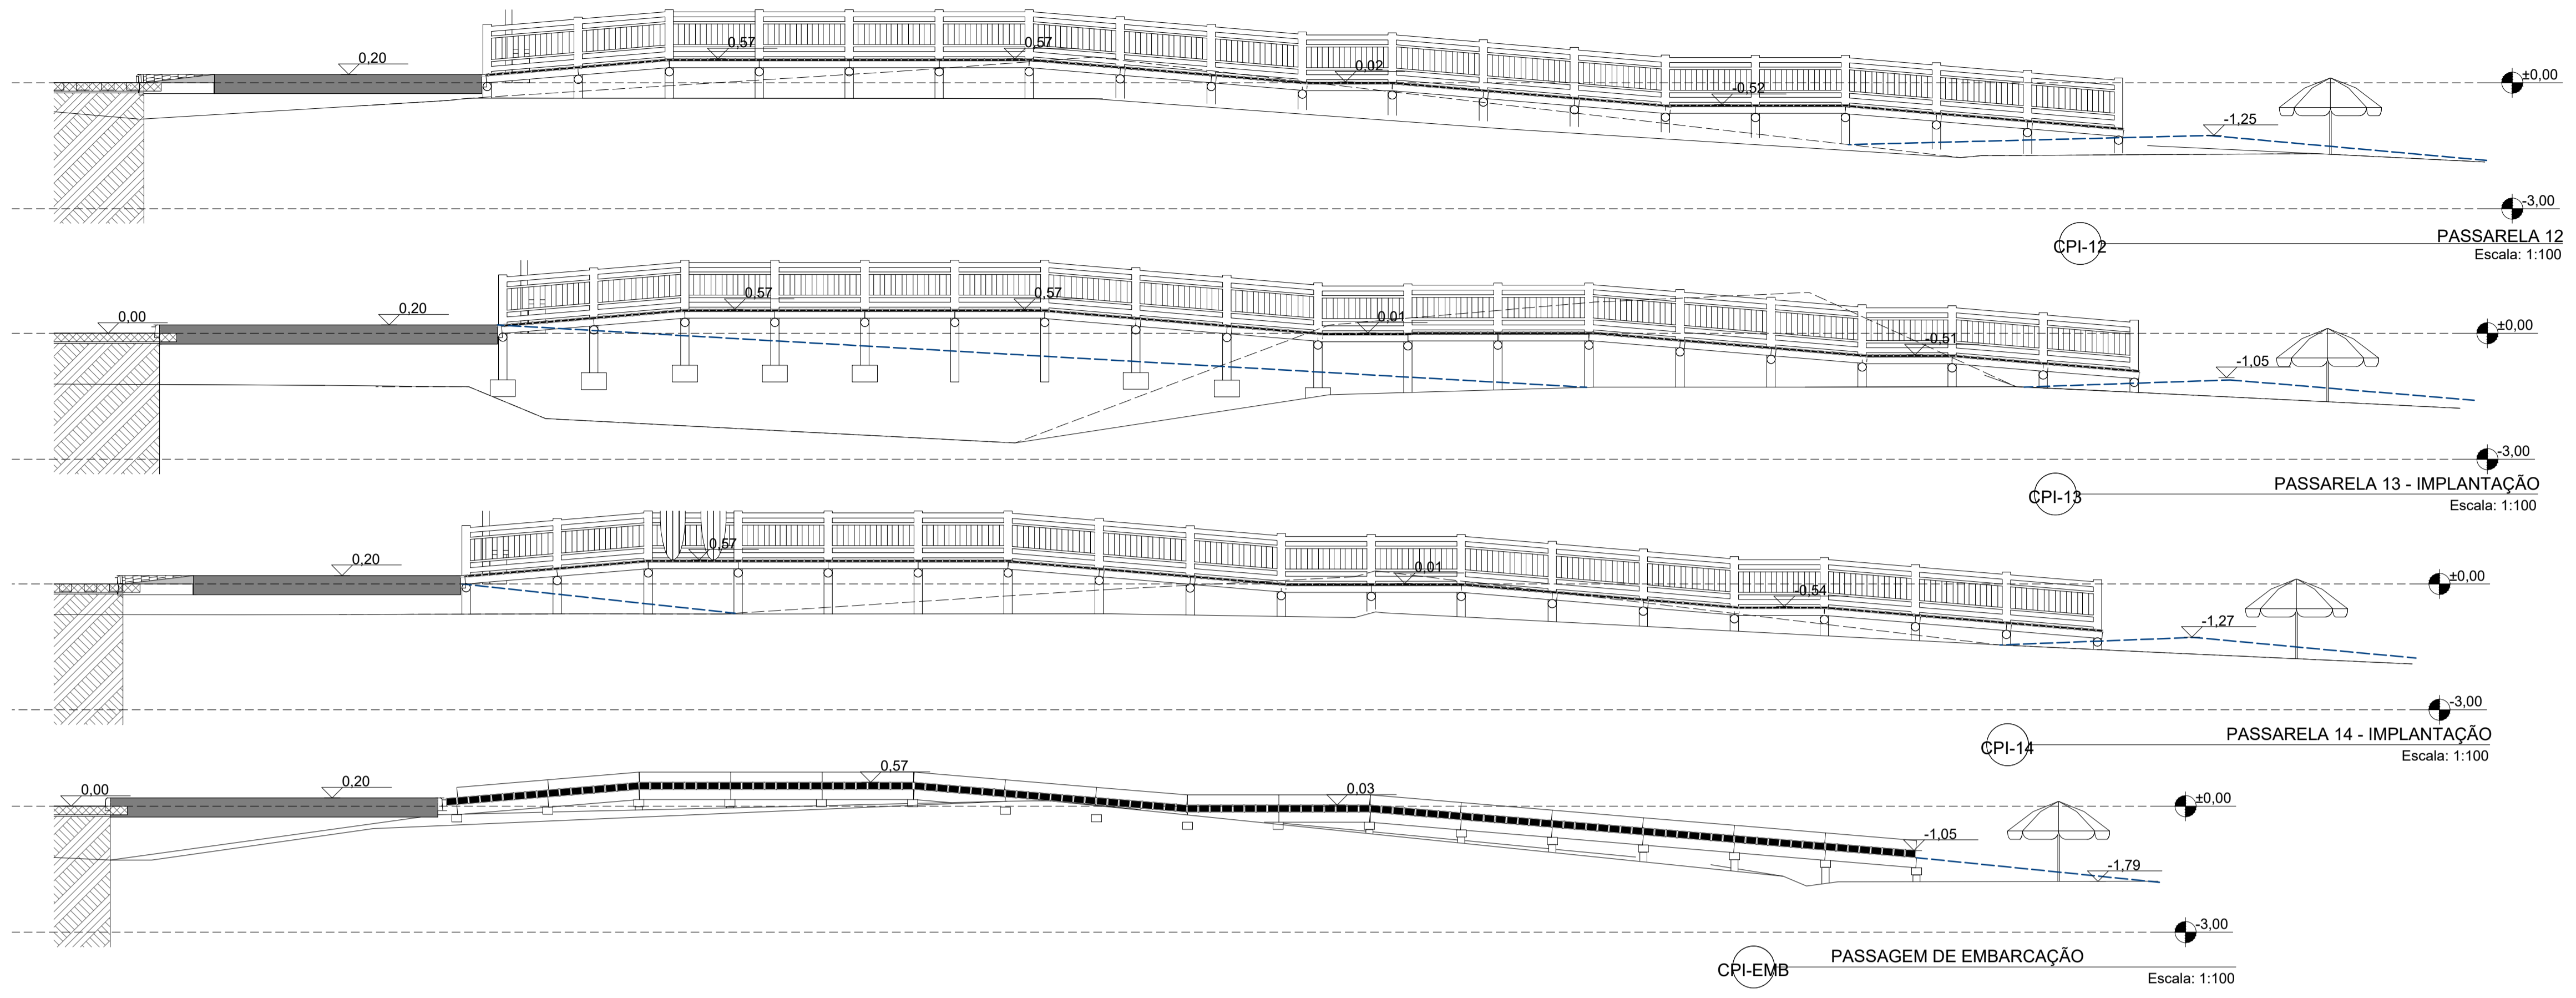 0,20
0,57
0,57
0,02
-0,52
-1,25
±0,00
-3,00
CPI-12
PASSARELA 12
Escala: 1:100
0,00
0,20
0,57
0,57
0,01
-0,51
-1,05
±0,00
-3,00
CPI-13
PASSARELA 13 - IMPLANTAÇÃO
Escala: 1:100
0,20
0,57
0,01
-0,54
-1,27
±0,00
-3,00
CPI-14
PASSARELA 14 - IMPLANTAÇÃO
Escala: 1:100
0,00
0,20
0,57
0,03
-1,05
-1,79
±0,00
-3,00
CPI-EMB
PASSAGEM DE EMBARCAÇÃO
Escala: 1:100